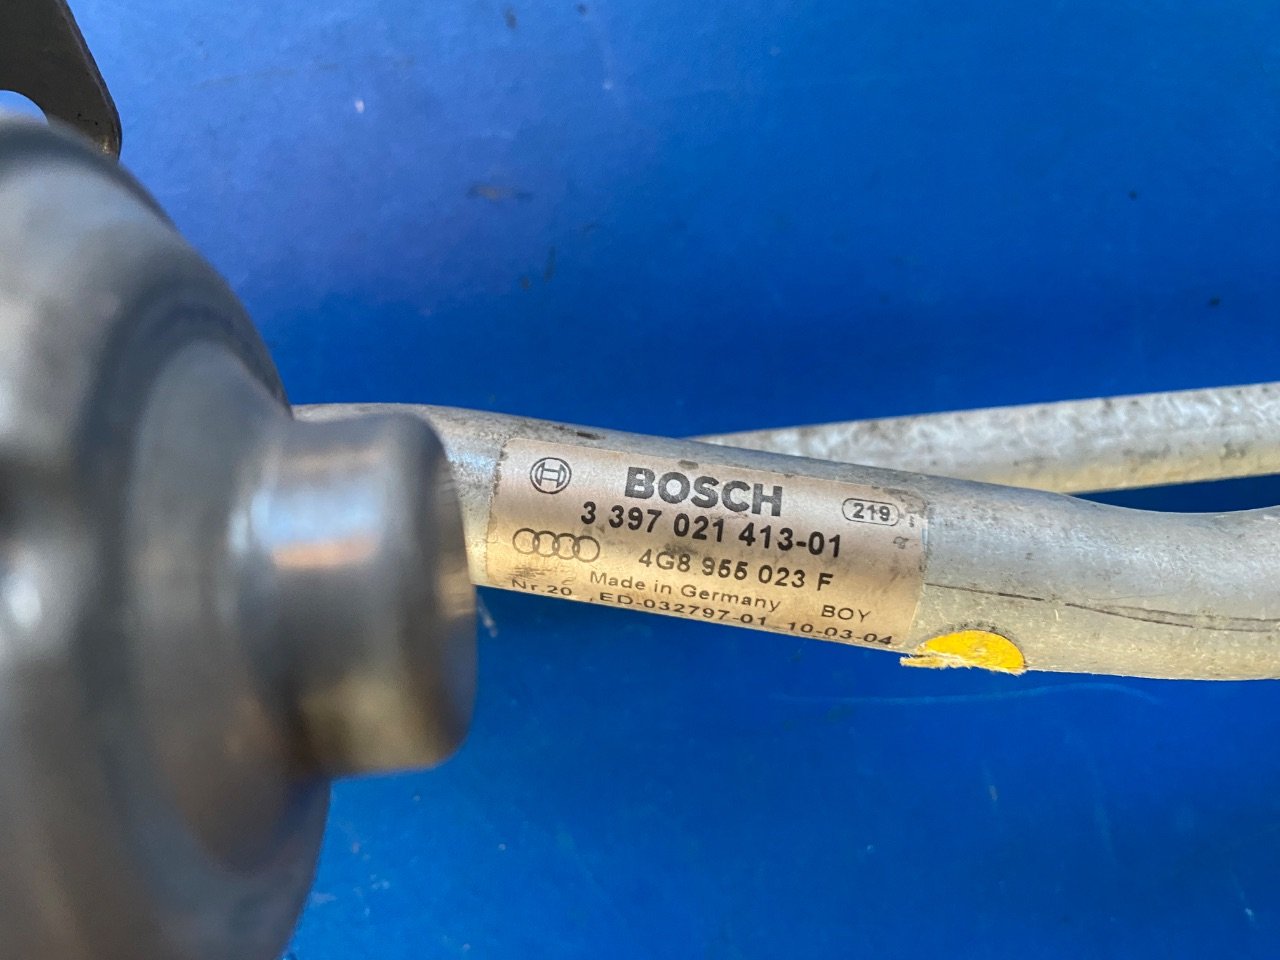 BOSCH
219
3 397 021 413-01
4G8 955 023 F
Made in Germany BOY
Nr.20 ED-032797-01 10-03-04